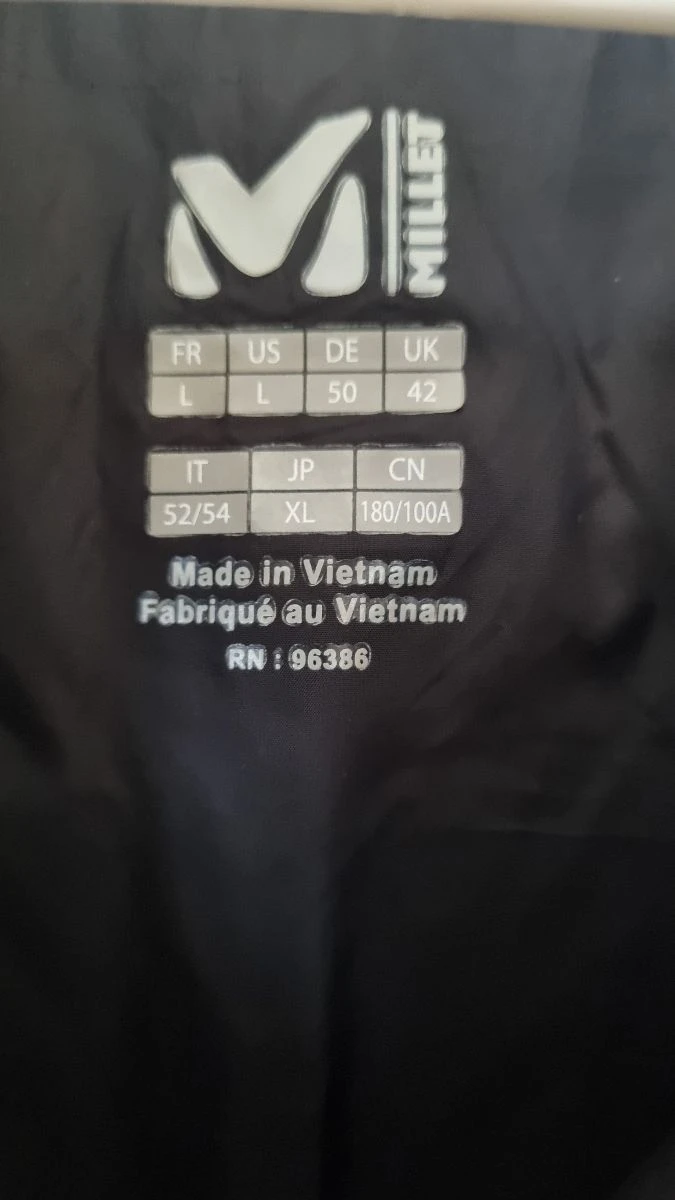 MILLET
FR US DE UK
L L 50 42
IT JP CN
52/54 XL 180/100A
Made in Vietnam
Fabriqué au Vietnam
RN : 96386